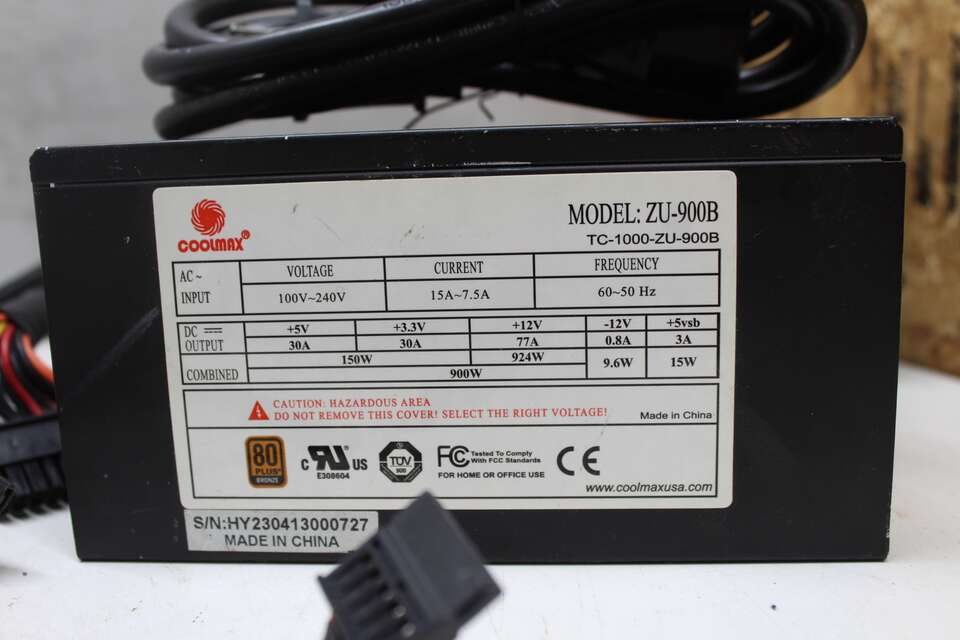 COOLMAX®
MODEL: ZU-900B
TC-1000-ZU-900B
AC ~ INPUT
VOLTAGE CURRENT FREQUENCY
100V~240V 15A~7.5A 60~50 Hz
DC OUTPUT
+5V +3.3V +12V -12V +5vsb
30A 30A 77A 0.8A 3A
COMBINED
150W 924W 9.6W 15W
900W
CAUTION: HAZARDOUS AREA
DO NOT REMOVE THIS COVER! SELECT THE RIGHT VOLTAGE!
Made in China
80
PLUS®
BRONZE
c RU US
E308604
TUV
FC Tested To Comply
With FCC Standards
FOR HOME OR OFFICE USE
CE
www.coolmaxusa.com
S/N:HY230413000727
MADE IN CHINA